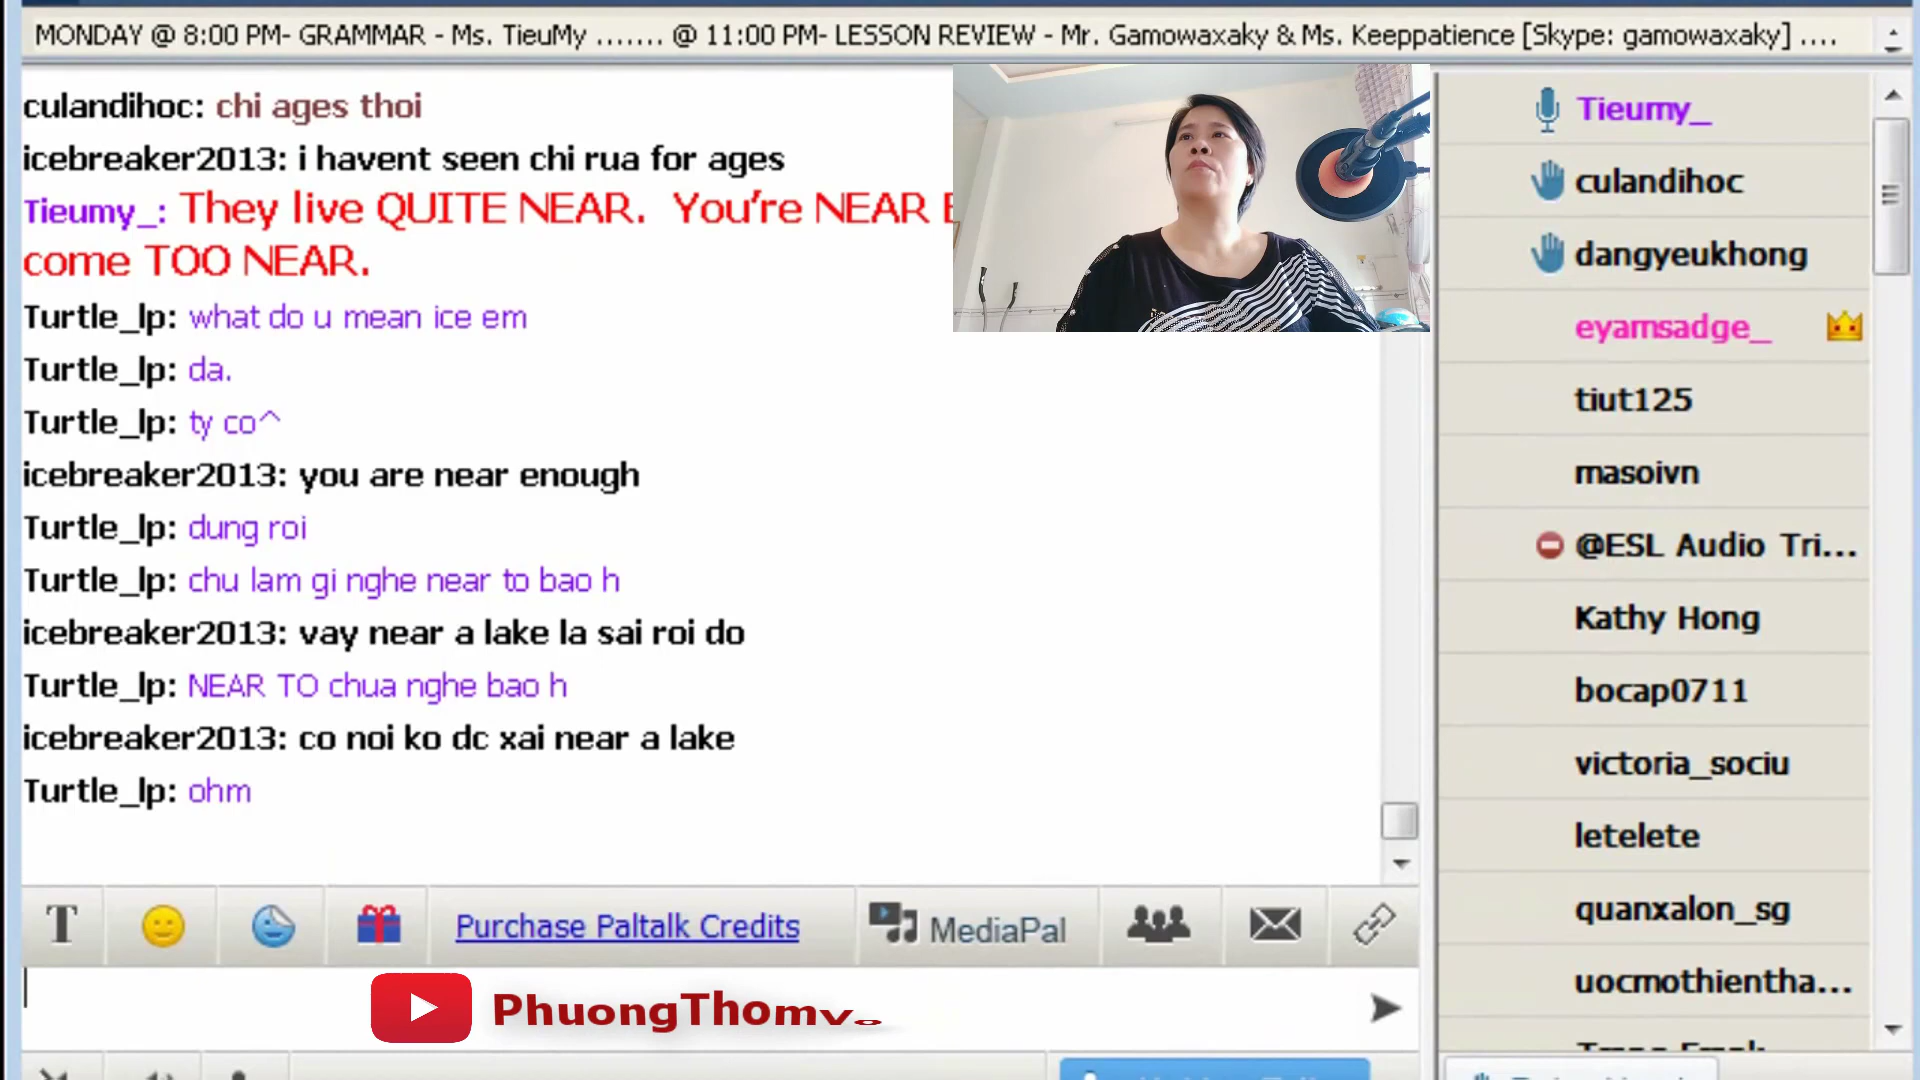 MONDAY @ 8:00 PM- GRAMMAR - Ms. TieuMy ....... @ 11:00 PM- LESSON REVIEW - Mr. Gamowaxaky & Ms. Keeppatience [Skype: gamowaxaky] ....
culandihoc: chi ages thoi
icebreaker2013: i havent seen chi rua for ages
Tieumy_: They live QUITE NEAR. You're NEAR
come TOO NEAR.
Turtle_lp: what do u mean ice em
Turtle_lp: da.
Turtle_lp: ty co^
icebreaker2013: you are near enough
Turtle_lp: dung roi
Turtle_lp: chu lam gi nghe near to bao h
icebreaker2013: vay near a lake la sai roi do
Turtle_lp: NEAR TO chua nghe bao h
icebreaker2013: co noi ko dc xai near a lake
Turtle_lp: ohm
T
Purchase Paltalk Credits
MediaPal
Tieumy_
culandihoc
dangyeukhong
eyamsadge_
tiut125
masoivn
@ESL Audio Tri...
Kathy Hong
bocap0711
victoria_sociu
letelete
quanxalon_sg
uocmothientha...